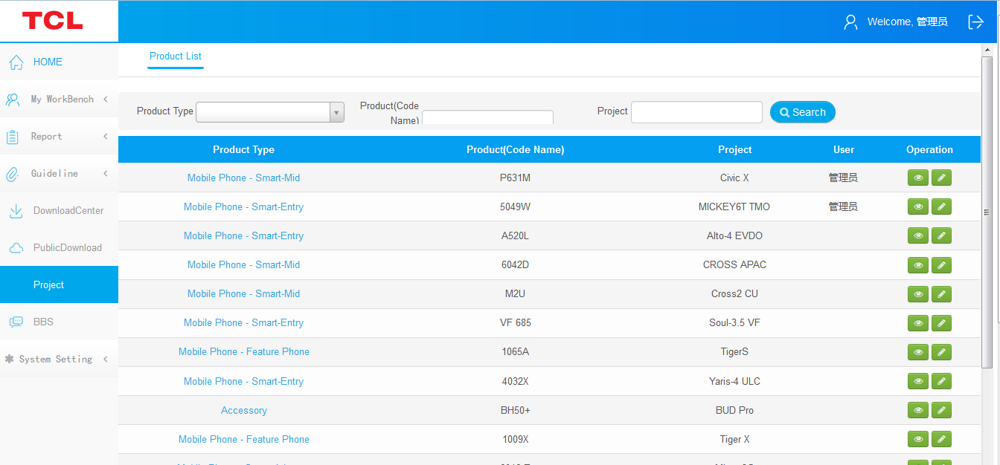 TCL
Welcome, 管理员
HOME
My WorkBench
Report
Guideline
DownloadCenter
PublicDownload
Project
BBS
System Setting
Product List
Product Type
Product(Code
Name)
Project
Search
Product Type Product(Code Name) Project User Operation
Mobile Phone - Smart-Mid P631M Civic X 管理员
Mobile Phone - Smart-Entry 5049W MICKEY6T TMO 管理员
Mobile Phone - Smart-Entry A520L Alto-4 EVDO
Mobile Phone - Smart-Mid 6042D CROSS APAC
Mobile Phone - Smart-Mid M2U Cross2 CU
Mobile Phone - Smart-Entry VF 685 Soul-3.5 VF
Mobile Phone - Feature Phone 1065A TigerS
Mobile Phone - Smart-Entry 4032X Yaris-4 ULC
Accessory BH50+ BUD Pro
Mobile Phone - Feature Phone 1009X Tiger X